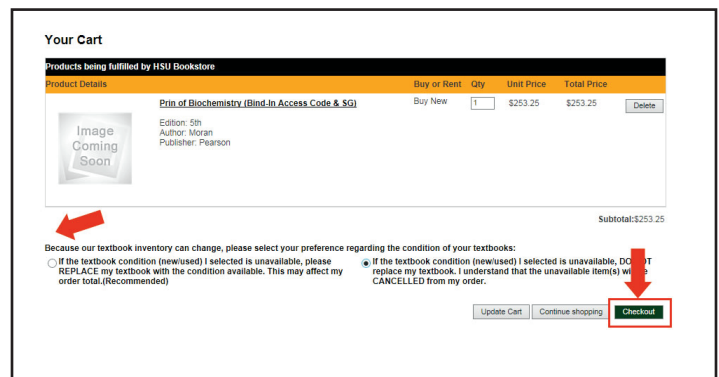 Your Cart
Products being fulfilled by HSU Bookstore
Product Details Buy or Rent Qty Unit Price Total Price
Prin of Biochemistry (Bind-In Access Code & SG) Buy New 1 $253.25 $253.25 Delete
Edition: 5th
Author: Moran
Publisher: Pearson
Image
Coming
Soon
Subtotal:$253.25
Because our textbook inventory can change, please select your preference regarding the condition of your textbooks:
If the textbook condition (new/used) I selected is unavailable, please
REPLACE my textbook with the condition available. This may affect my
order total.(Recommended)
If the textbook condition (new/used) I selected is unavailable,
replace my textbook. I understand that the unavailable item(s)
CANCELLED from my order.
Update Cart Continue shopping Checkout